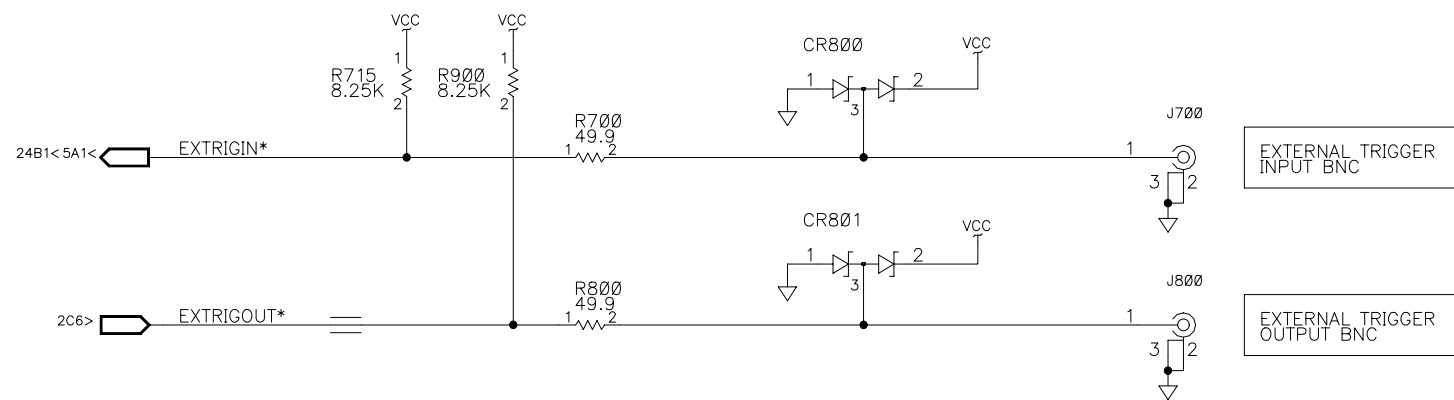 VCC
VCC
R715
8.25K
1
2
R900
8.25K
1
2
CR800
1
2
3
VCC
24B1<5A1<
EXTRIGIN*
R700
49.9
1
2
J700
1
3
2
EXTERNAL TRIGGER
INPUT BNC
CR801
1
2
3
VCC
2C6>
EXTRIGOUT*
R800
49.9
1
2
J800
1
3
2
EXTERNAL TRIGGER
OUTPUT BNC